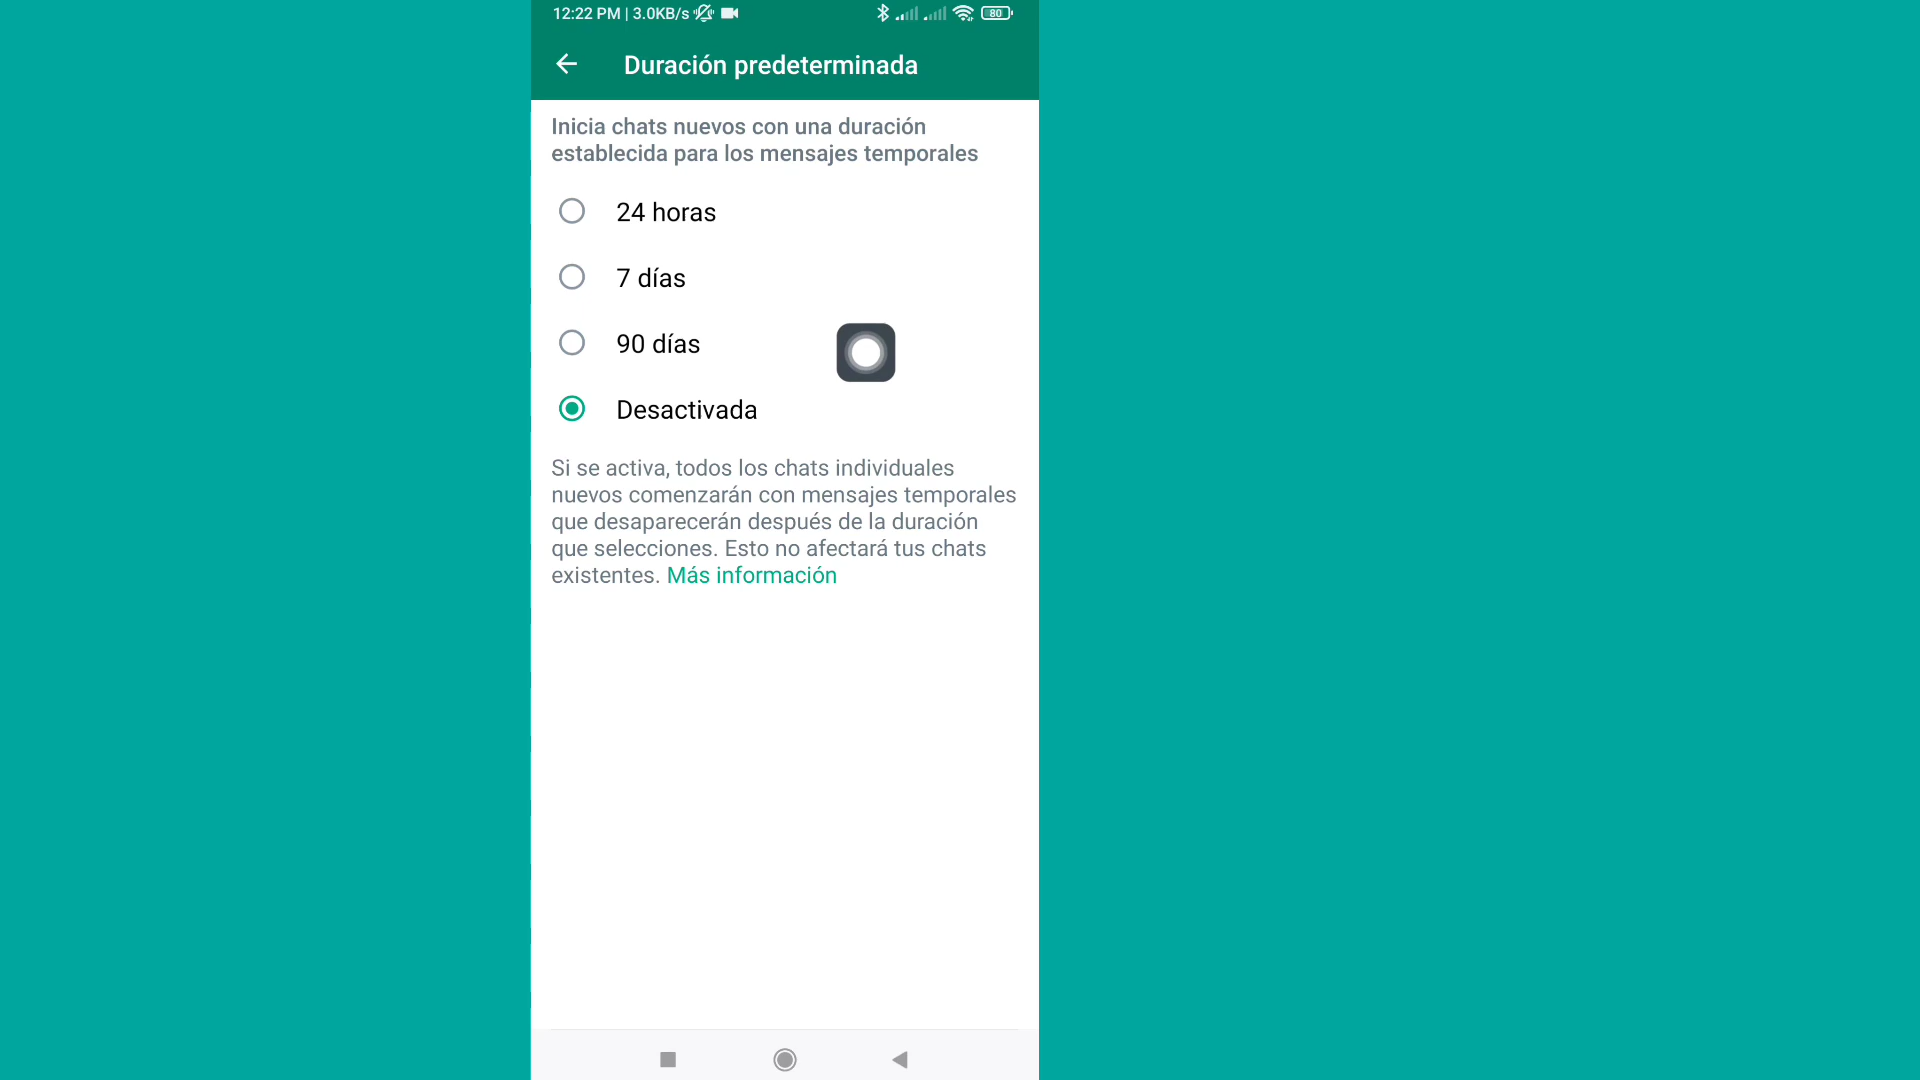 12:22 PM | 3.0KB/s
80
Duración predeterminada
Inicia chats nuevos con una duración
establecida para los mensajes temporales
24 horas
7 días
90 días
Desactivada
Si se activa, todos los chats individuales
nuevos comenzarán con mensajes temporales
que desaparecerán después de la duración
que selecciones. Esto no afectará tus chats
existentes. Más información